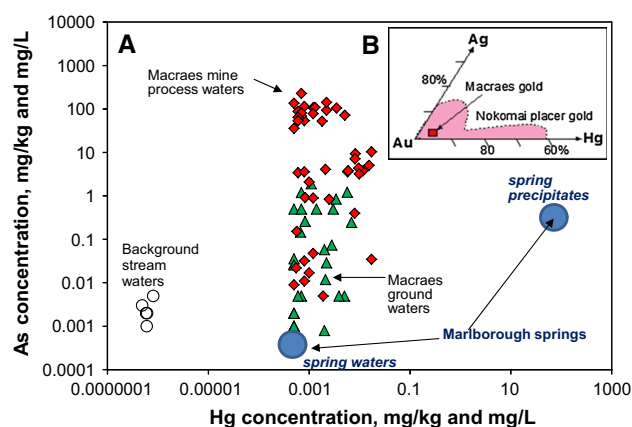 As concentration, mg/kg and mg/L
10000
1000
100
10
1
0.1
0.01
0.001
0.0001
A
Macraes mine
process waters
B
Ag
80%
Macraes gold
Nokomai placer gold
Au
Hg
80
60%
spring
precipitates
Background
stream
waters
Macraes
ground
waters
Marlborough springs
spring waters
0.0000001
0.00001
0.001
0.1
10
1000
Hg concentration, mg/kg and mg/L